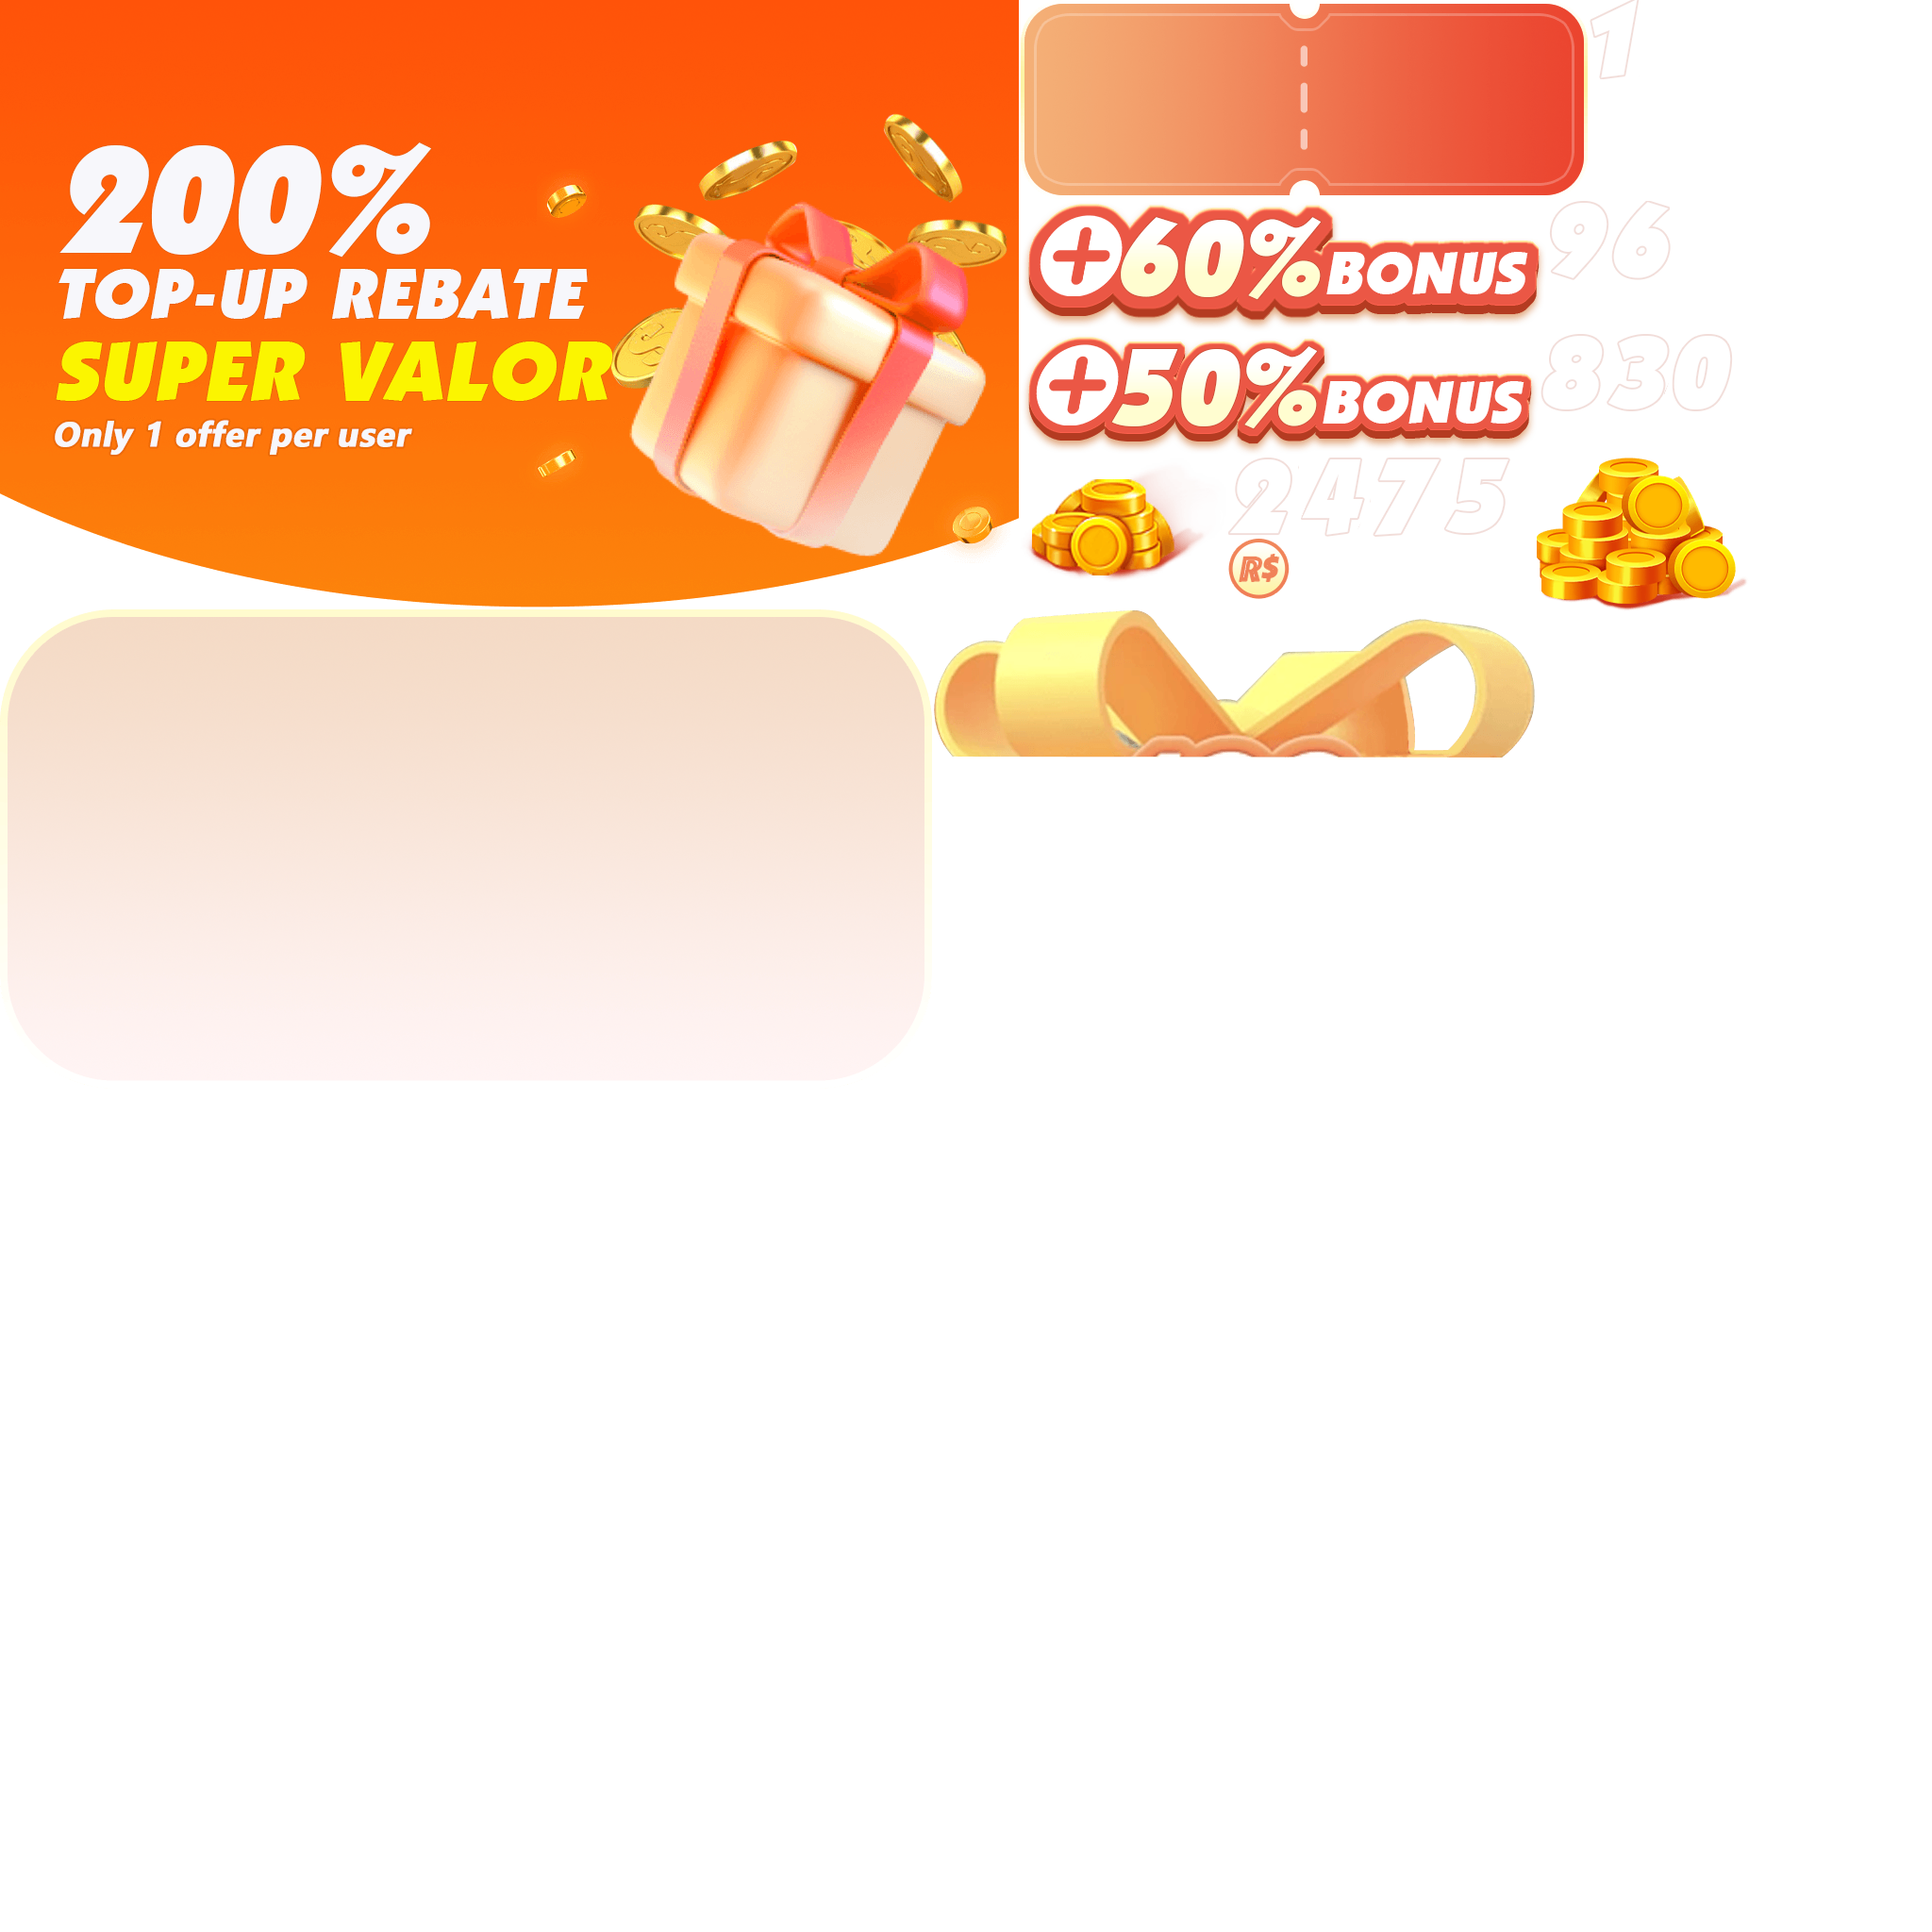 200%
TOP-UP REBATE
SUPER VALOR
Only 1 offer per user
1
+60% BONUS
96
+50% BONUS
830
2475
R$